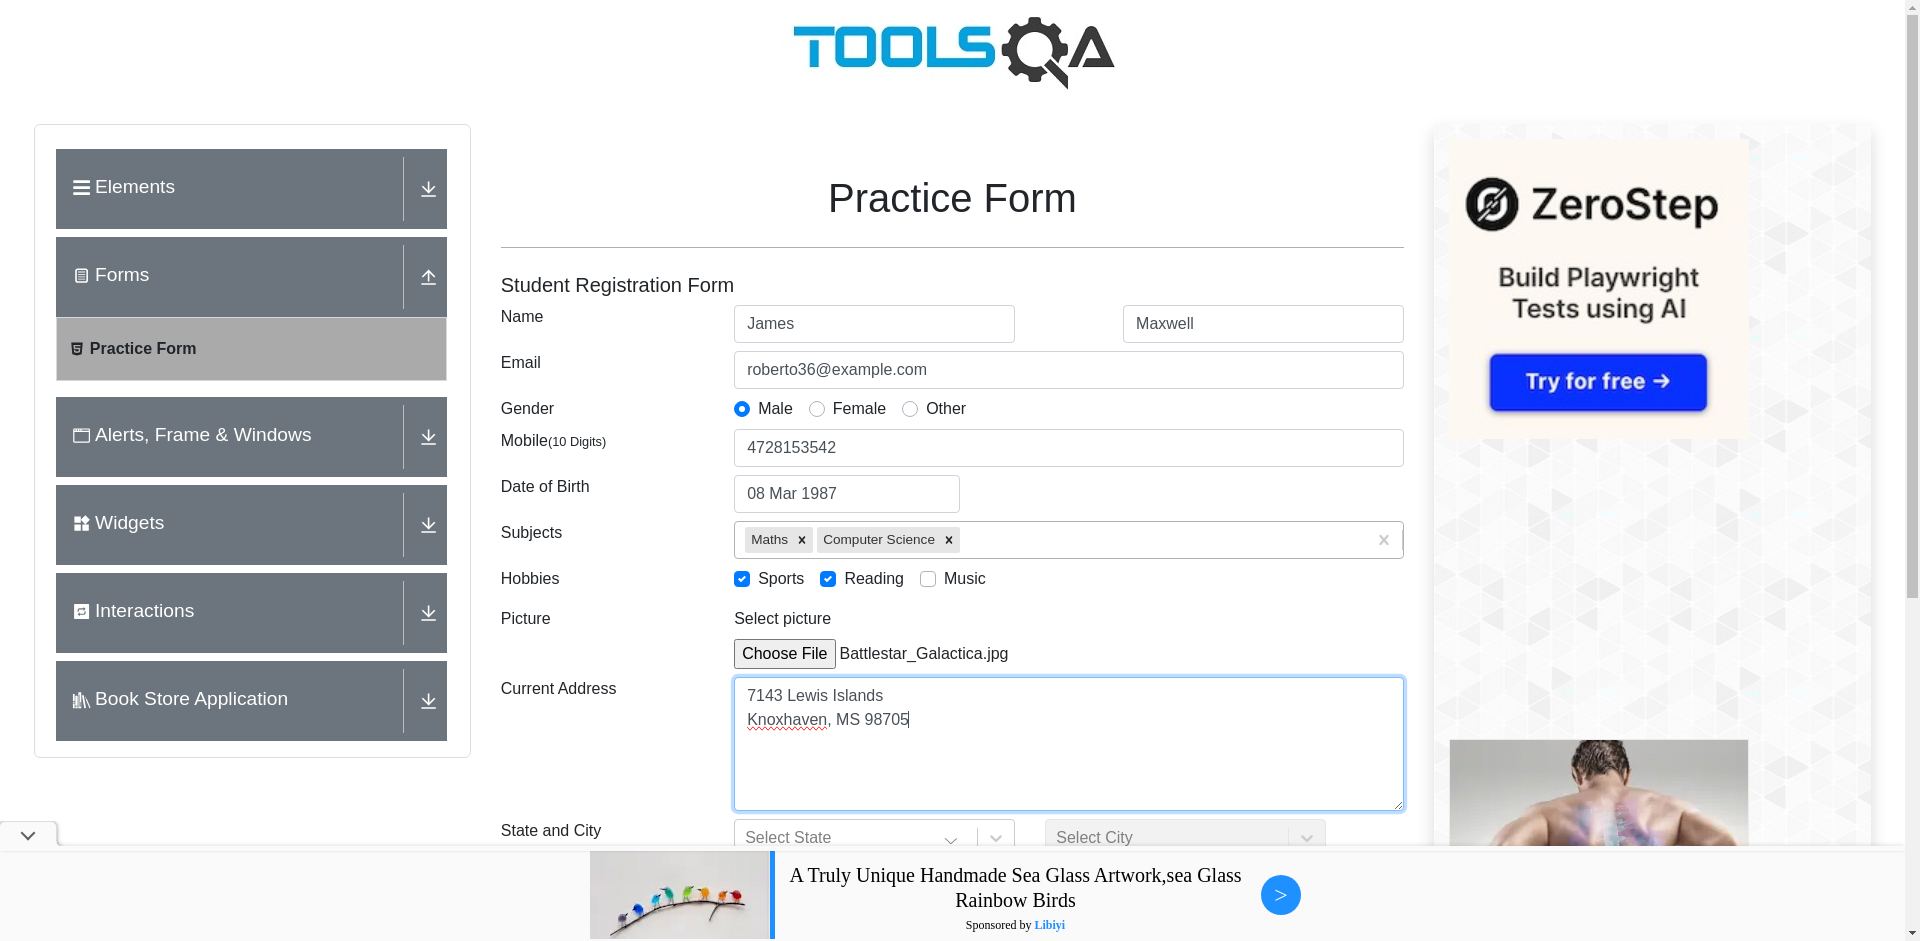 TOOLSQA
Elements
Forms
Practice Form
Alerts, Frame & Windows
Widgets
Interactions
Book Store Application
Practice Form
Student Registration Form
Name
James
Maxwell
Email
roberto36@example.com
Gender
Male
Female
Other
Mobile(10 Digits)
4728153542
Date of Birth
08 Mar 1987
Subjects
Maths
Computer Science
Hobbies
Sports
Reading
Music
Picture
Select picture
Choose File Battlestar_Galactica.jpg
Current Address
7143 Lewis Islands
Knoxhaven, MS 98705
State and City
Select State
Select City
ZeroStep
Build Playwright
Tests using AI
Try for free →
A Truly Unique Handmade Sea Glass Artwork,sea Glass
Rainbow Birds
Sponsored by Libiyi
>